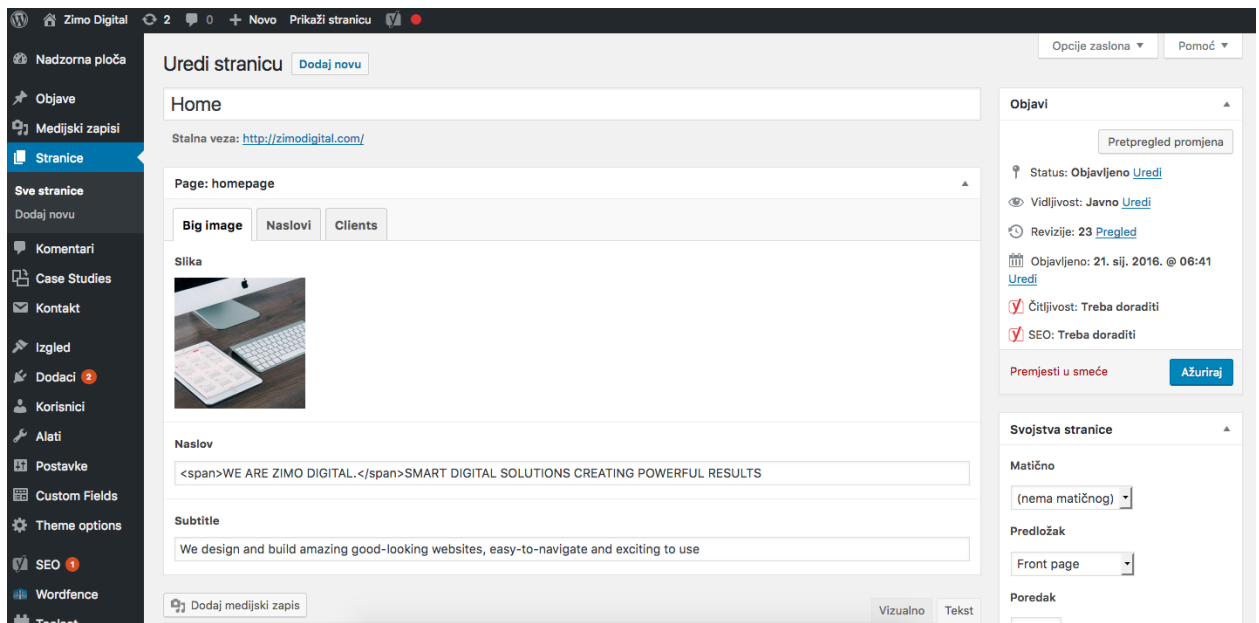 Zimo Digital 2 0 + Novo Prikaži stranicu
Nadzorna ploča
Objave
Medijski zapisi
Stranice
Sve stranice
Dodaj novu
Komentari
Case Studies
Kontakt
Izgled
Dodaci 2
Korisnici
Alati
Postavke
Custom Fields
Theme options
SEO 1
Wordfence
Toolset
Opcije zaslona ▼ Pomoć ▼
Uredi stranicu Dodaj novu
Home
Stalna veza: http://zimodigital.com/
Page: homepage
Big image Naslovi Clients
Slika
Naslov
<span>WE ARE ZIMO DIGITAL.</span>SMART DIGITAL SOLUTIONS CREATING POWERFUL RESULTS
Subtitle
We design and build amazing good-looking websites, easy-to-navigate and exciting to use
Dodaj medijski zapis
Vizualno Tekst
Objavi
Pretpregled promjena
Status: Objavljeno Uredi
Vidljivost: Javno Uredi
Revizije: 23 Pregled
Objavljeno: 21. sij. 2016. @ 06:41
Uredi
Čitljivost: Treba doraditi
SEO: Treba doraditi
Premjesti u smeće Ažuriraj
Svojstva stranice
Matično
(nema matičnog)
Predložak
Front page
Poredak